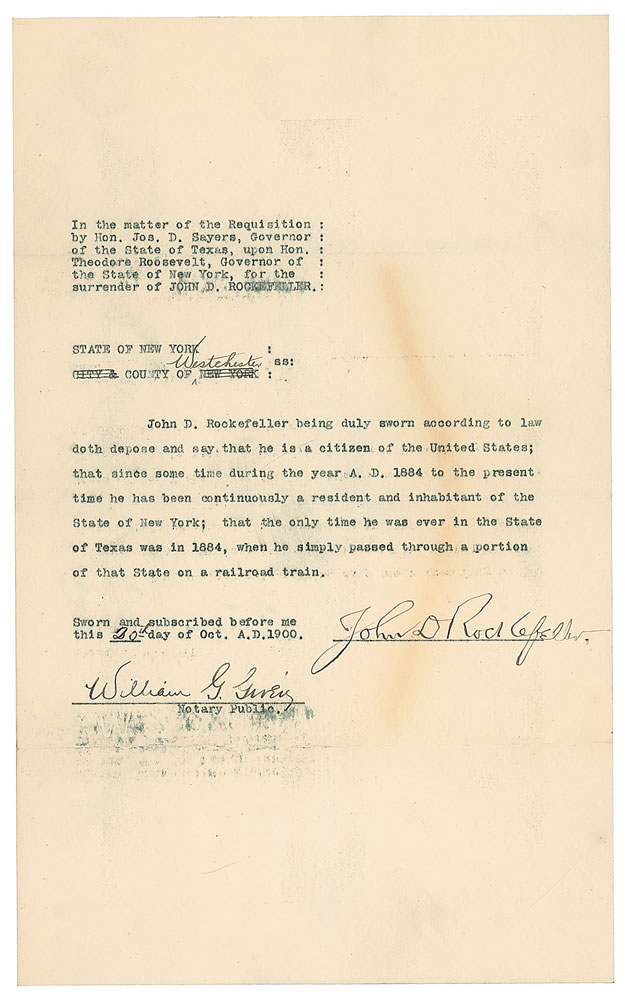 In the matter of the Requisition :
by Hon. Jos. D. Sayers, Governor :
of the State of Texas, upon Hon. :
Theodore Roosevelt, Governor of :
the State of New York, for the :
surrender of JOHN D. ROCKEFELLER.:
STATE OF NEW YORK :
Westchester ss:
CITY & COUNTY OF NEW YORK :
John D. Rockefeller being duly sworn according to law
doth depose and say that he is a citizen of the United States;
that since some time during the year A. D. 1884 to the present
time he has been continuously a resident and inhabitant of the
State of New York; that the only time he was ever in the State
of Texas was in 1884, when he simply passed through a portion
of that State on a railroad train.
Sworn and subscribed before me
this 20th day of Oct. A.D.1900.
John D Rockefeller.
William G.
Notary Public.